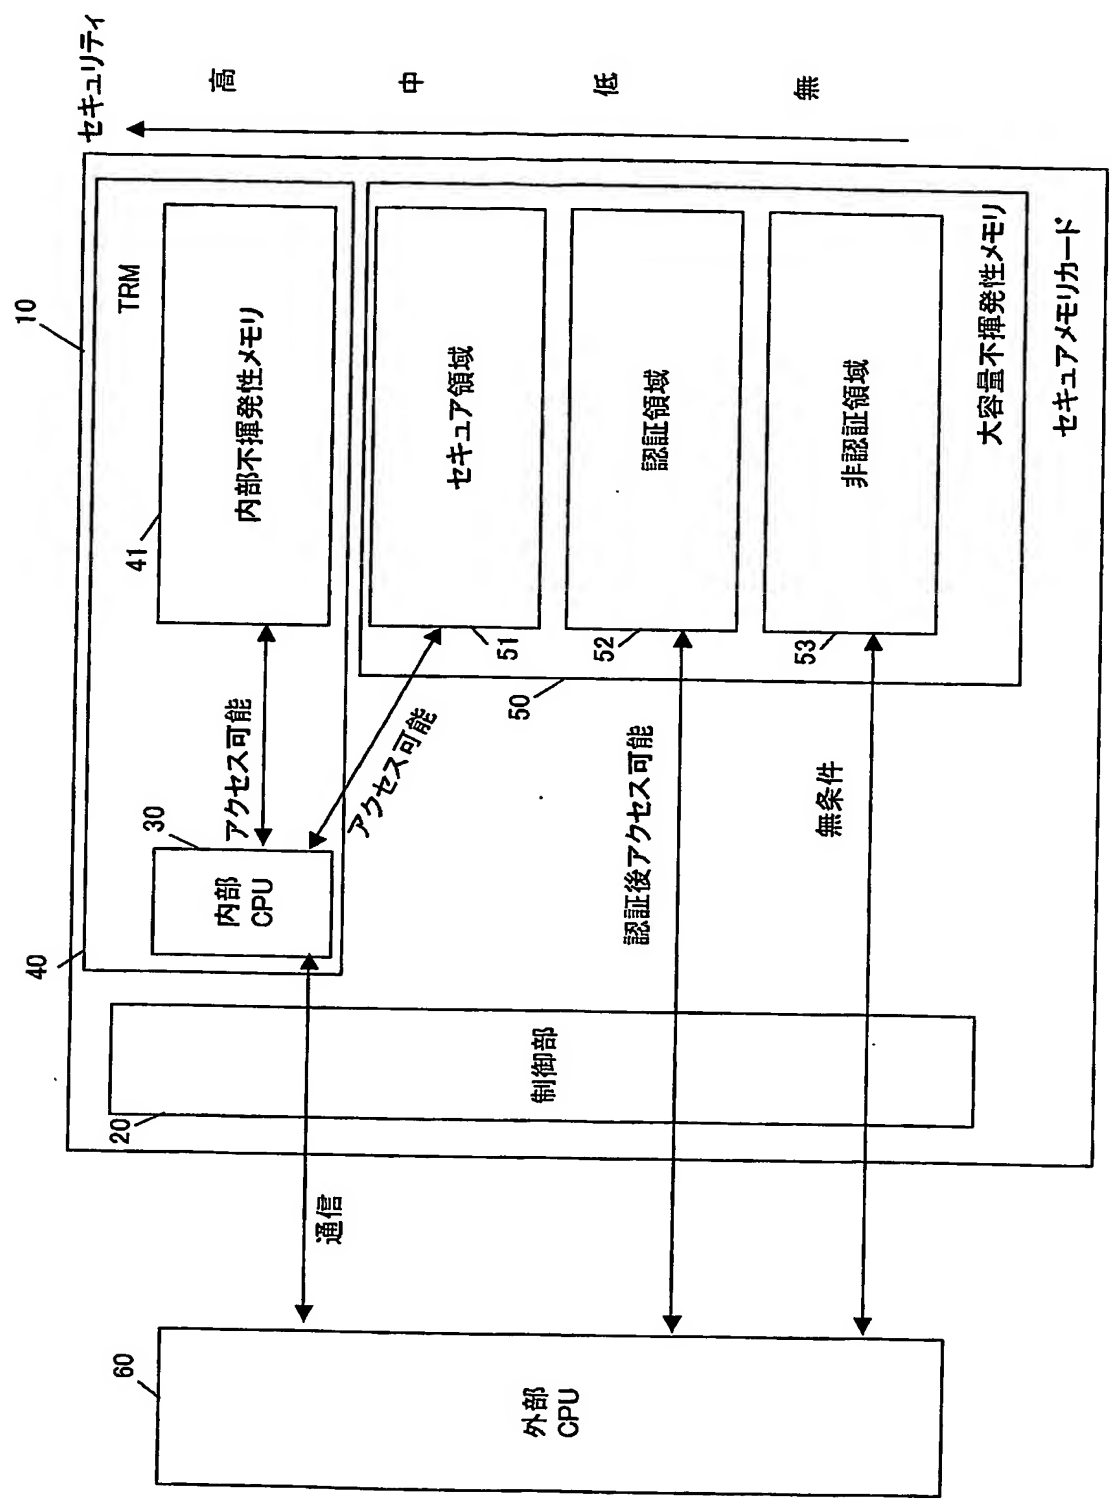 セキュリティ
高
中
低
無
10
TRM
41
内部不揮発性メモリ
アクセス可能
30
内部
CPU
40
セキュア領域
51
アクセス可能
認証領域
52
50
認証後アクセス可能
非認証領域
53
無条件
大容量不揮発性メモリ
セキュアメモリカード
制御部
20
通信
60
外部
CPU